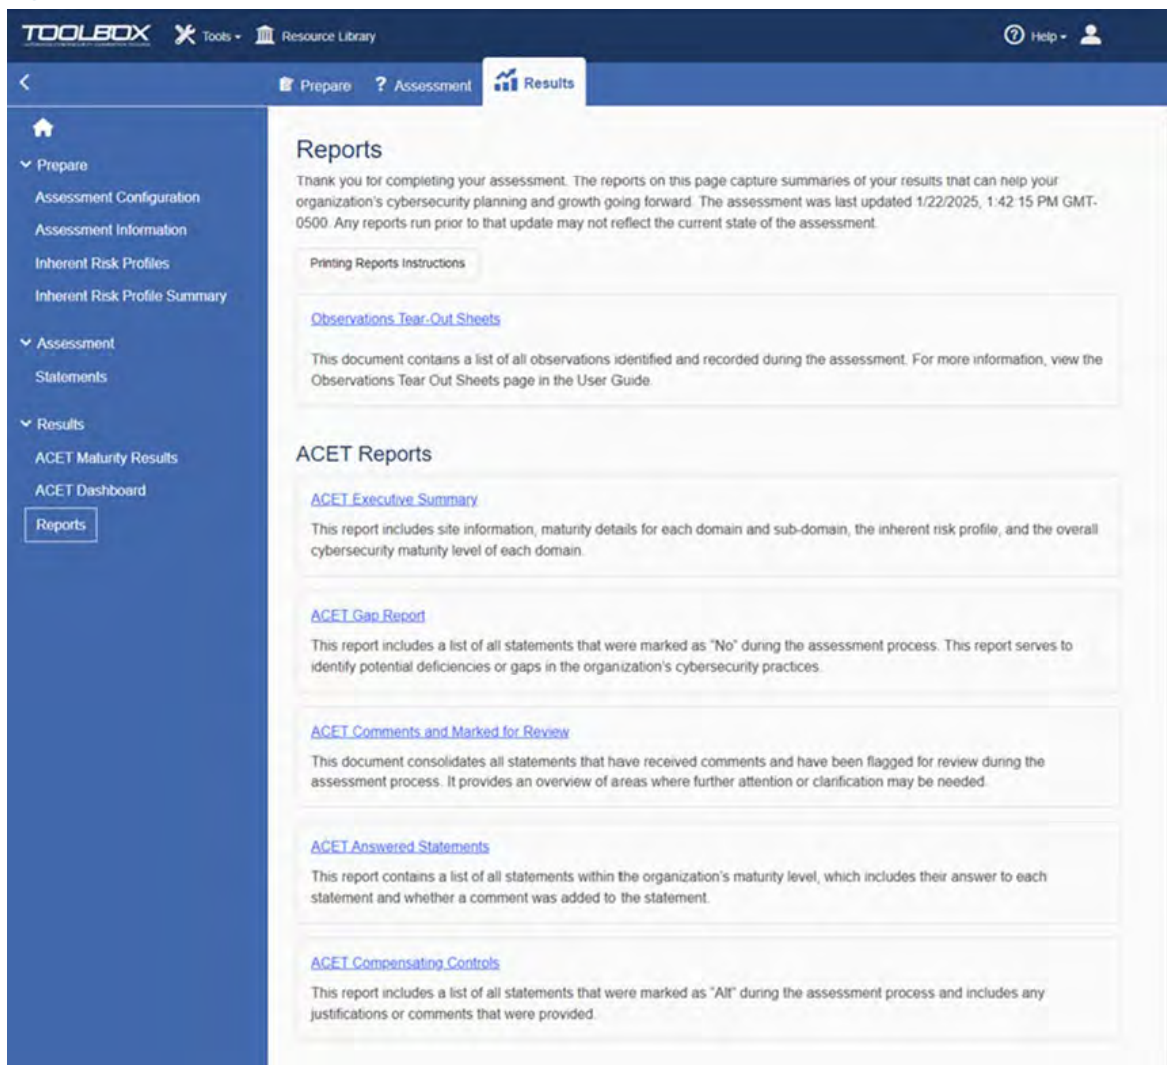 TOOLBOX Tools Resource Library Help
Prepare ? Assessment Results
Prepare
Assessment Configuration
Assessment Information
Inherent Risk Profiles
Inherent Risk Profile Summary
Assessment
Statements
Results
ACET Maturity Results
ACET Dashboard
Reports
Reports
Thank you for completing your assessment. The reports on this page capture summaries of your results that can help your
organization's cybersecurity planning and growth going forward. The assessment was last updated 1/22/2025, 1:42:15 PM GMT-
0500. Any reports run prior to that update may not reflect the current state of the assessment.
Printing Reports Instructions
Observations Tear-Out Sheets
This document contains a list of all observations identified and recorded during the assessment. For more information, view the
Observations Tear Out Sheets page in the User Guide.
ACET Reports
ACET Executive Summary
This report includes site information, maturity details for each domain and sub-domain, the inherent risk profile, and the overall
cybersecurity maturity level of each domain.
ACET Gap Report
This report includes a list of all statements that were marked as "No" during the assessment process. This report serves to
identify potential deficiencies or gaps in the organization's cybersecurity practices.
ACET Comments and Marked for Review
This document consolidates all statements that have received comments and have been flagged for review during the
assessment process. It provides an overview of areas where further attention or clarification may be needed.
ACET Answered Statements
This report contains a list of all statements within the organization's maturity level, which includes their answer to each
statement and whether a comment was added to the statement.
ACET Compensating Controls
This report includes a list of all statements that were marked as "Alt" during the assessment process and includes any
justifications or comments that were provided.